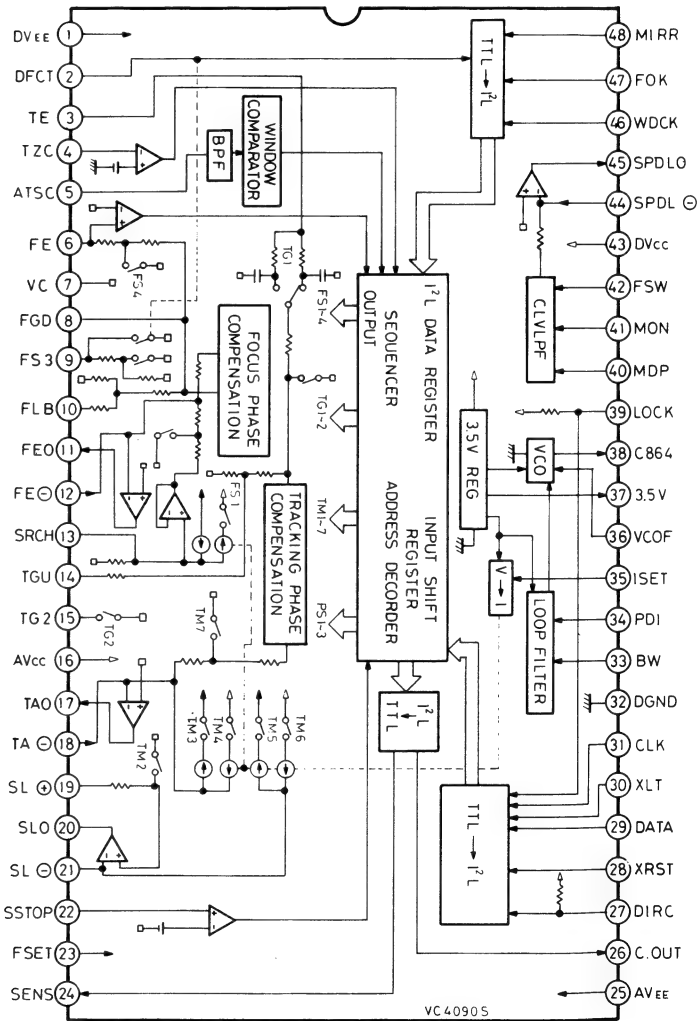 DVEE 1
DFCT 2
TE 3
TZC 4
ATSC 5
FE 6
VC 7
FGD 8
FS3 9
FLB 10
FEO 11
FE⊖ 12
SRCH 13
TGU 14
TG2 15
AVcc 16
TAO 17
TA ⊖ 18
SL ⊕ 19
SLO 20
SL ⊖ 21
SSTOP 22
FSET 23
SENS 24
48 MIRR
47 FOK
46 WDCK
45 SPDLO
44 SPDL ⊖
43 DVcc
42 FSW
41 MON
40 MDP
39 LOCK
38 C864
37 3.5V
36 VCOF
35 ISET
34 PDI
33 BW
32 DGND
31 CLK
30 XLT
29 DATA
28 XRST
27 DIRC
26 C.OUT
25 AVEE
TTL → I²L
BPF
WINDOW
COMPARATOR
TG1
FS4
FOCUS PHASE
COMPENSATION
FS1
TRACKING PHASE
COMPENSATION
TG2
TM7
TM2
TM3
TM4
TM5
TM6
FS1~4
TG1~2
TM1~7
PS1~3
I²L DATA REGISTER
INPUT SHIFT
REGISTER
ADDRESS DECORDER
SEQUENCER
OUTPUT
CLVLPF
3.5V REG
VCO
V → I
LOOP FILTER
I²L
→
TTL
TTL → I²L
VC4090S